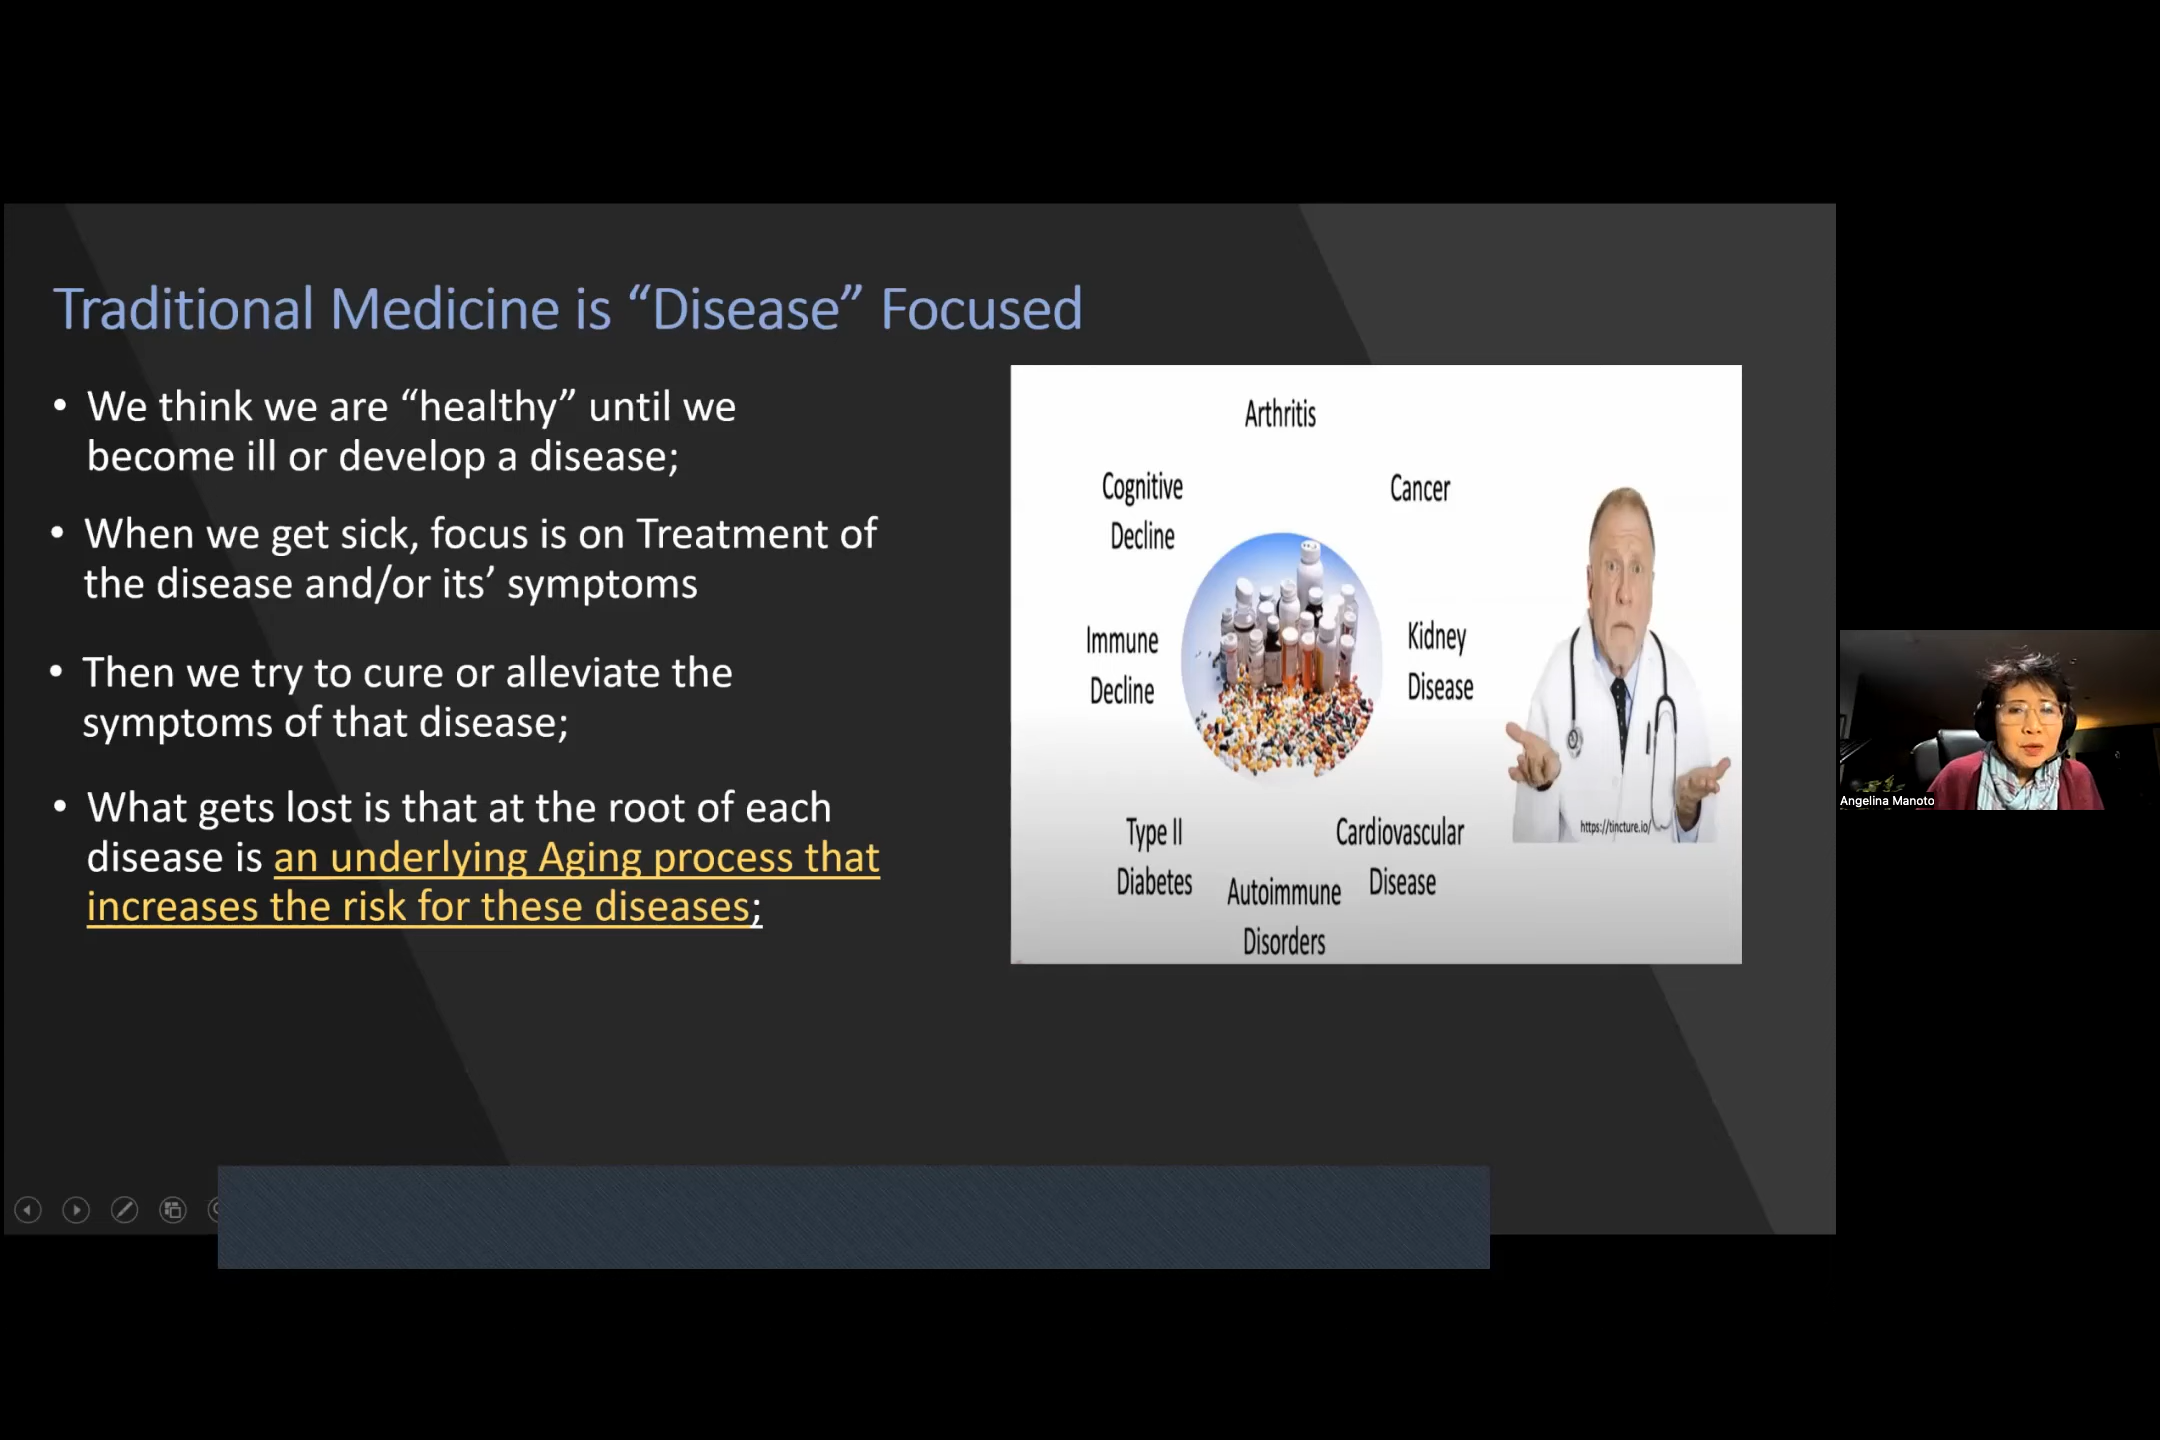 Traditional Medicine is “Disease” Focused
• We think we are “healthy” until we
become ill or develop a disease;
• When we get sick, focus is on Treatment of
the disease and/or its’ symptoms
• Then we try to cure or alleviate the
symptoms of that disease;
• What gets lost is that at the root of each
disease is an underlying Aging process that
increases the risk for these diseases;
Arthritis
Cognitive
Decline
Cancer
Immune
Decline
Kidney
Disease
Type II
Diabetes
Autoimmune
Disorders
Cardiovascular
Disease
https://tincture.io/
Angelina Manoto